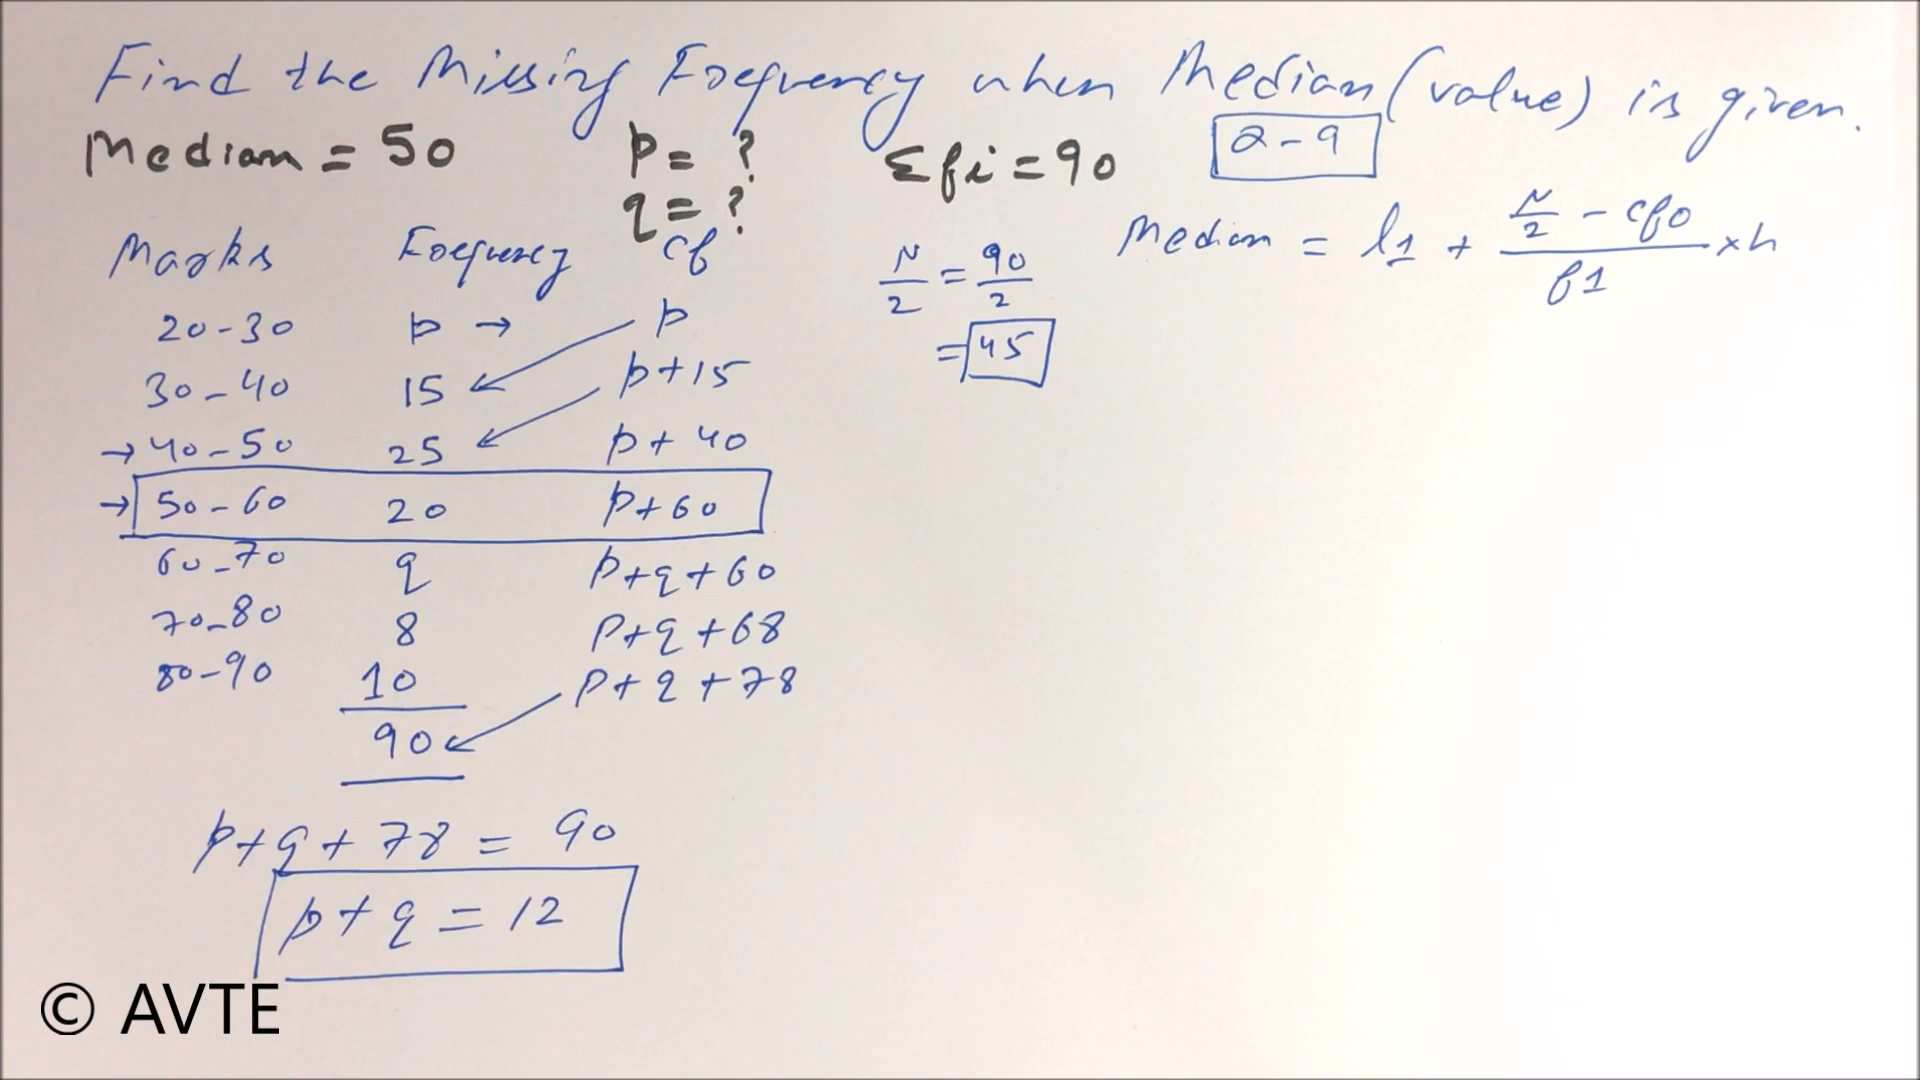 Find the Missing Frequency when Median (value) is given.
Median = 50 p = ? Σfi = 90 Q-9
q = ?
Marks Frequency cf
20-30 p → p
30-40 15 p+15
→ 40-50 25 p+40
→ 50-60 20 p+60
60-70 q p+q+60
70-80 8 p+q+68
80-90 10 p+q+78
90
p+q+78 = 90
p+q = 12
N/2 = 90/2
= 45
Median = l1 + (N/2 - cf0)/f1 × h
© AVTE